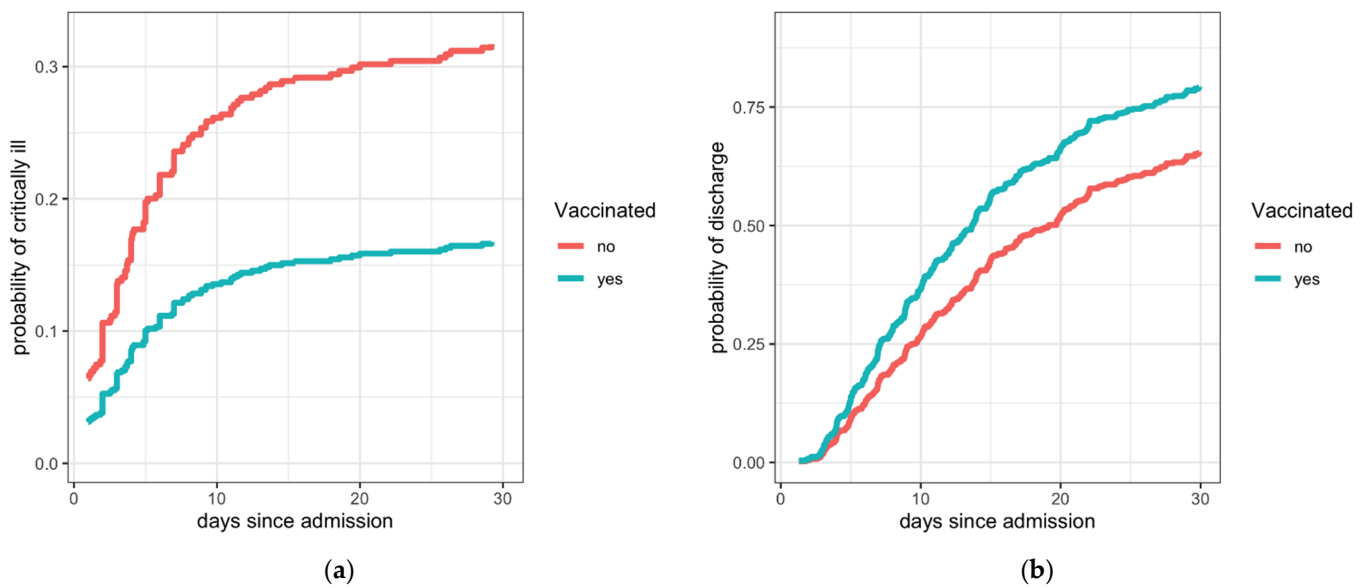 probability of critically ill
0.3
0.2
0.1
0.0
0
10
20
30
days since admission
Vaccinated
no
yes
(a)
probability of discharge
0.75
0.50
0.25
0.00
0
10
20
30
days since admission
Vaccinated
no
yes
(b)